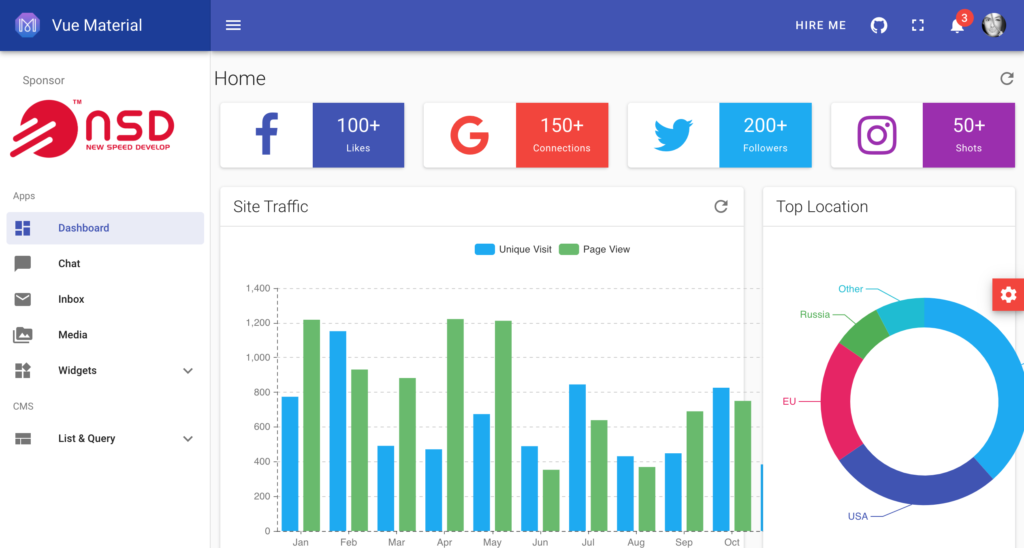 Vue Material
HIRE ME
3
Sponsor
NSD™
NEW SPEED DEVELOP
Apps
Dashboard
Chat
Inbox
Media
Widgets
CMS
List & Query
Home
100+
Likes
150+
Connections
200+
Followers
50+
Shots
Site Traffic
Unique Visit
Page View
1,400
1,200
1,000
800
600
400
200
0
Jan Feb Mar Apr May Jun Jul Aug Sep Oct
Top Location
Other
Russia
EU
USA